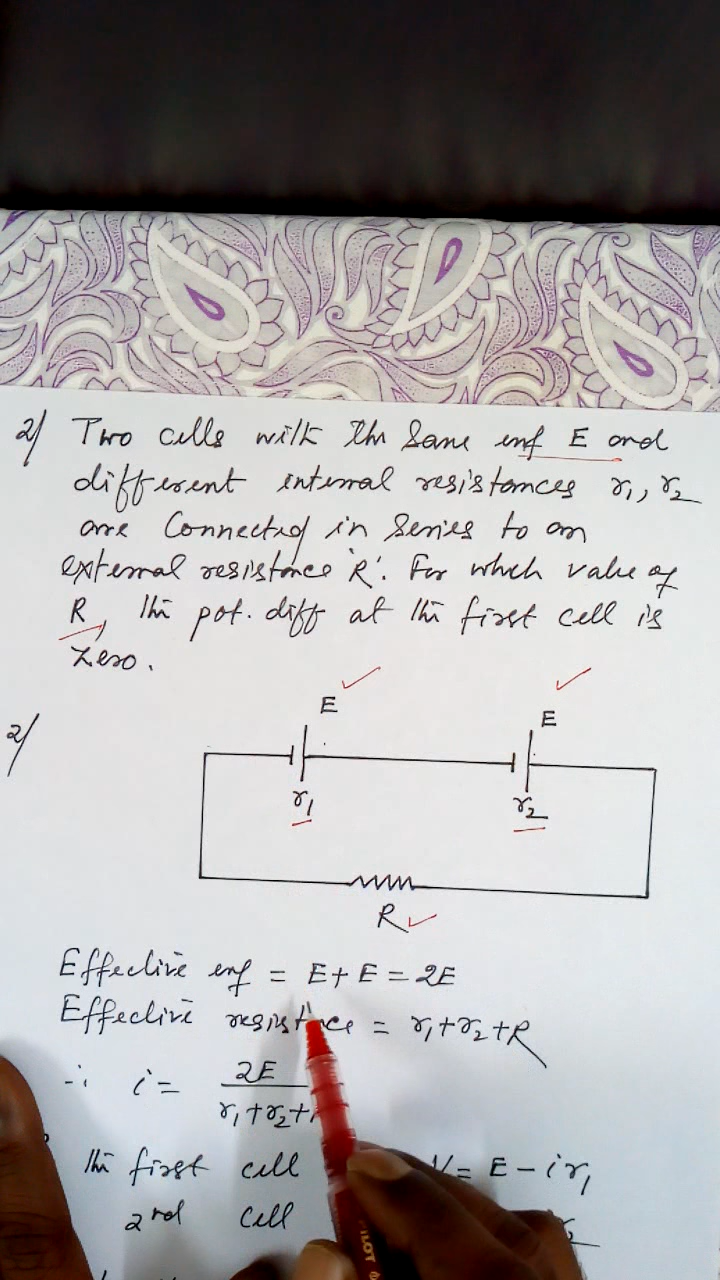 2/ Two cells with the same emf E and
different internal resistances r₁, r₂
are Connected in series to an
external resistance 'R'. For which value of
R, the pot. diff at the first cell is
zero.
E
E
2/
r₁
r₂
R
Effective emf = E + E = 2E
Effective resistance = r₁ + r₂ + R
∴ i = 2E
r₁ + r₂ +
The first cell V = E - i r₁
2nd cell
PILOT